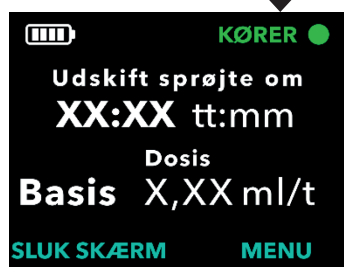 KØRER
Udskift sprøjte om
XX:XX tt:mm
Dosis
Basis X,XX ml/t
SLUK SKÆRM MENU